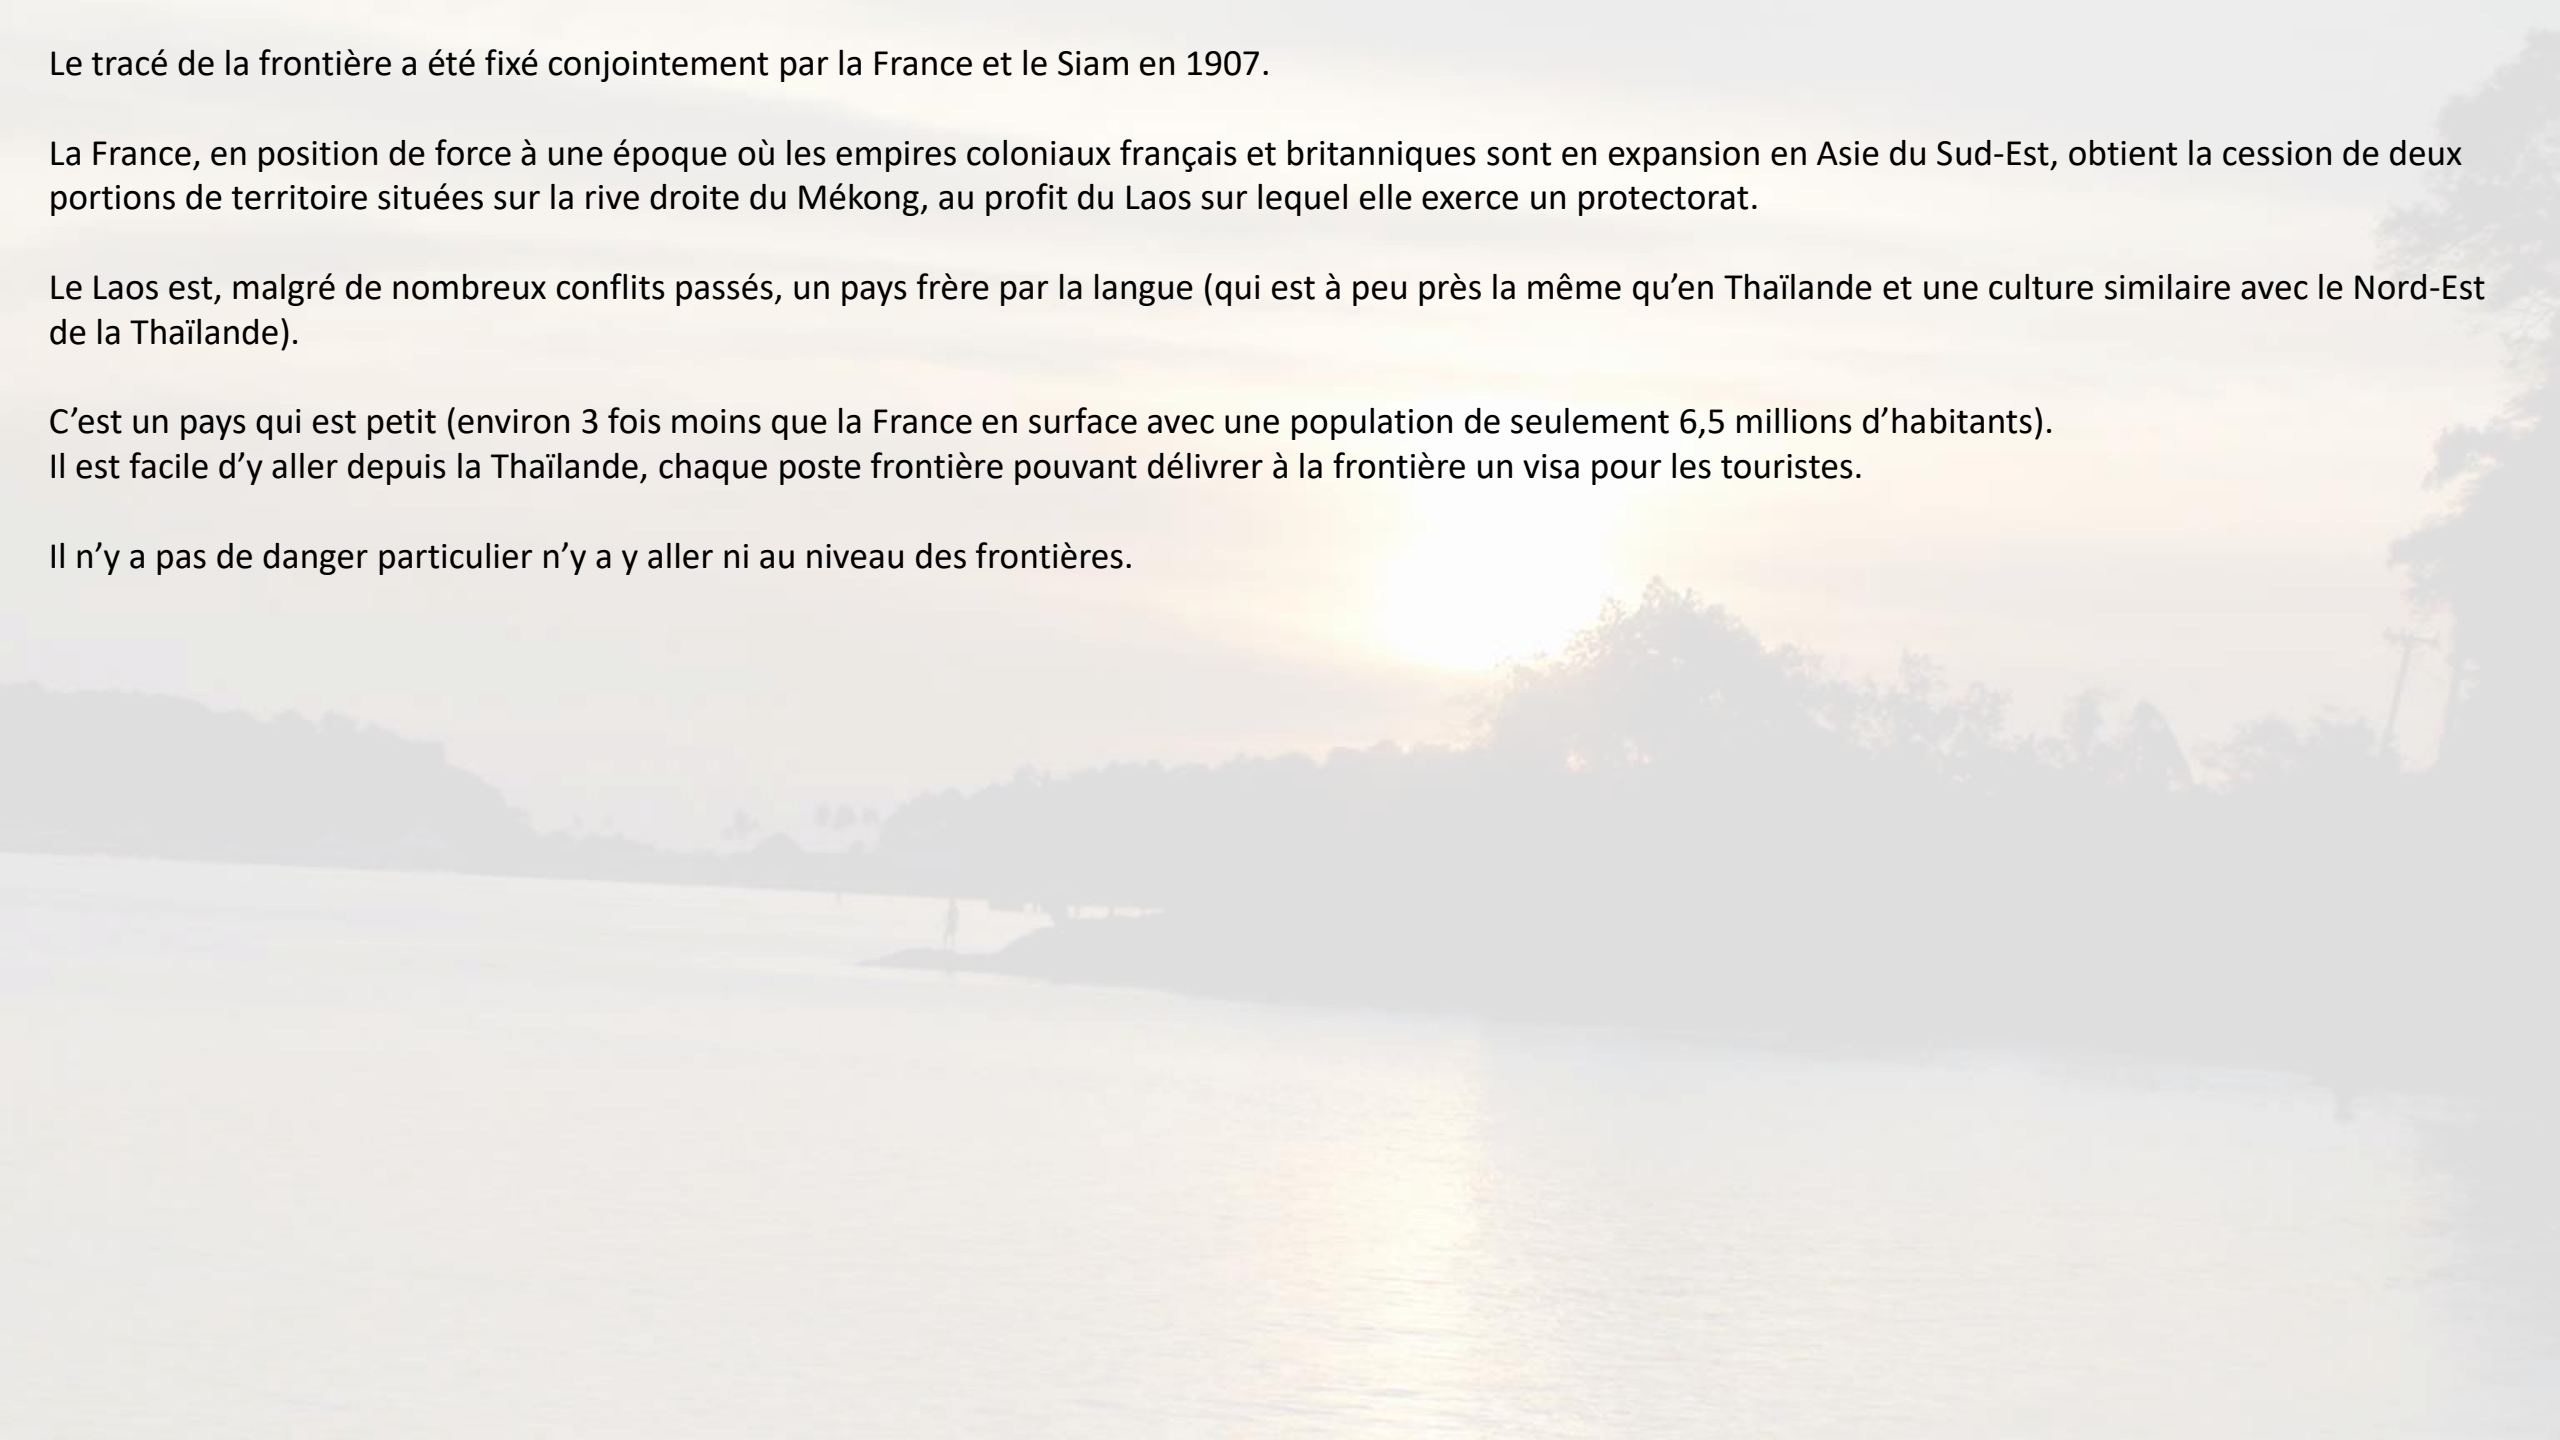 Le tracé de la frontière a été fixé conjointement par la France et le Siam en 1907.
La France, en position de force à une époque où les empires coloniaux français et britanniques sont en expansion en Asie du Sud-Est, obtient la cession de deux
portions de territoire situées sur la rive droite du Mékong, au profit du Laos sur lequel elle exerce un protectorat.
Le Laos est, malgré de nombreux conflits passés, un pays frère par la langue (qui est à peu près la même qu’en Thaïlande et une culture similaire avec le Nord-Est
de la Thaïlande).
C’est un pays qui est petit (environ 3 fois moins que la France en surface avec une population de seulement 6,5 millions d’habitants).
Il est facile d’y aller depuis la Thaïlande, chaque poste frontière pouvant délivrer à la frontière un visa pour les touristes.
Il n’y a pas de danger particulier n’y a y aller ni au niveau des frontières.